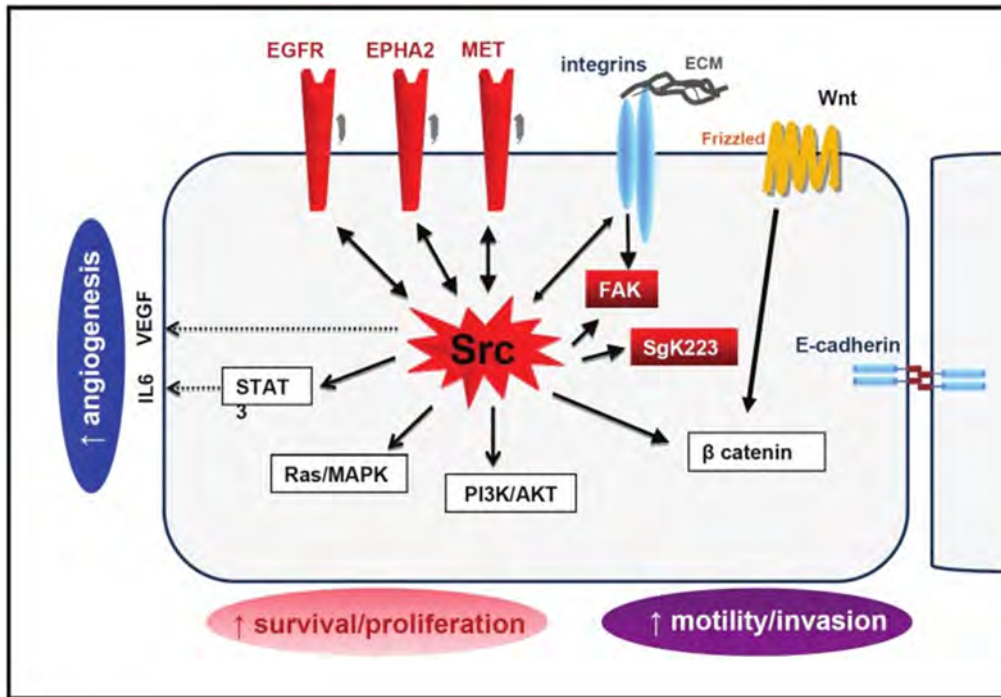 EGFR
EPHA2
MET
integrins
ECM
Wnt
Frizzled
FAK
Src
SgK223
E-cadherin
VEGF
IL6
↑ angiogenesis
STAT
3
Ras/MAPK
PI3K/AKT
β catenin
↑ survival/proliferation
↑ motility/invasion